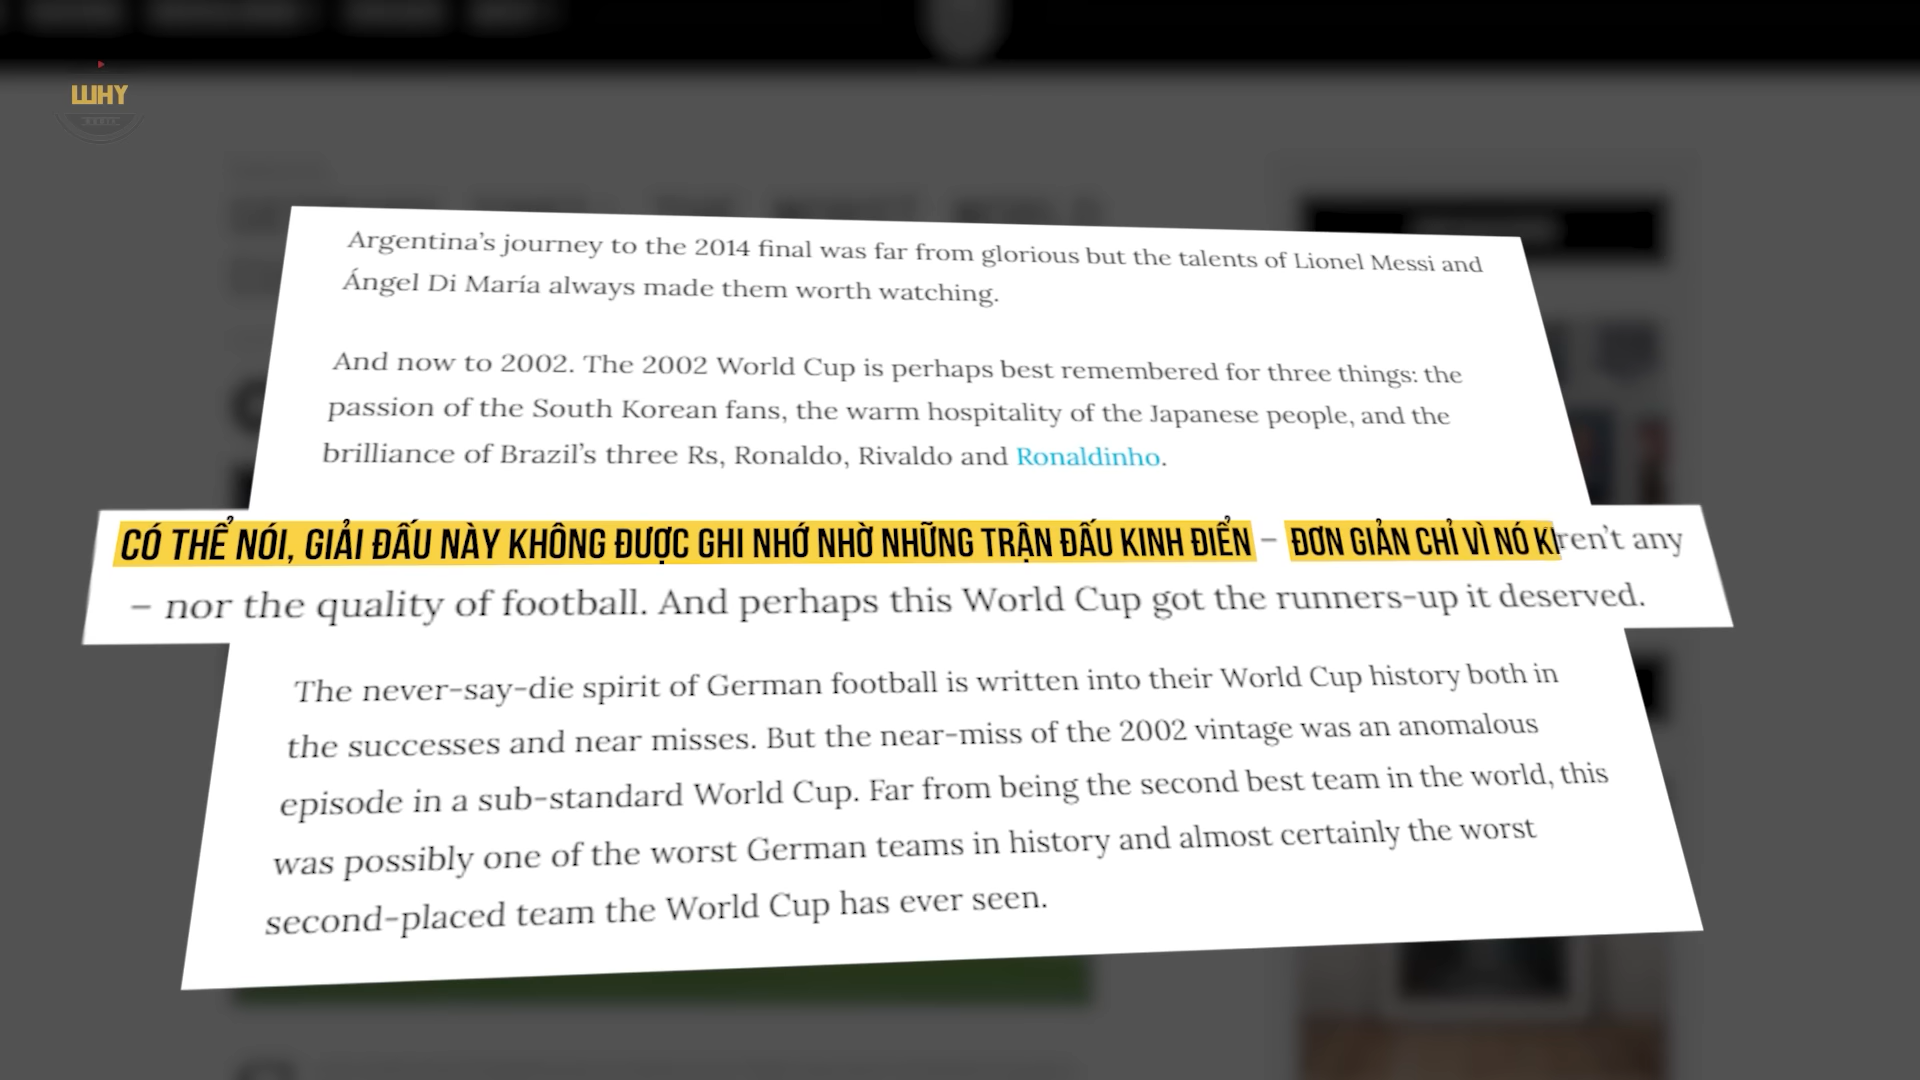 WHY
Argentina's journey to the 2014 final was far from glorious but the talents of Lionel Messi and
Ángel Di María always made them worth watching.
And now to 2002. The 2002 World Cup is perhaps best remembered for three things: the
passion of the South Korean fans, the warm hospitality of the Japanese people, and the
brilliance of Brazil's three Rs, Ronaldo, Rivaldo and Ronaldinho.
CÓ THỂ NÓI, GIẢI ĐẤU NÀY KHÔNG ĐƯỢC GHI NHỚ NHỜ NHỮNG TRẬN ĐẤU KINH ĐIỂN – ĐƠN GIẢN CHỈ VÌ NÓ KHren't any
– nor the quality of football. And perhaps this World Cup got the runners-up it deserved.
The never-say-die spirit of German football is written into their World Cup history both in
the successes and near misses. But the near-miss of the 2002 vintage was an anomalous
episode in a sub-standard World Cup. Far from being the second best team in the world, this
was possibly one of the worst German teams in history and almost certainly the worst
second-placed team the World Cup has ever seen.